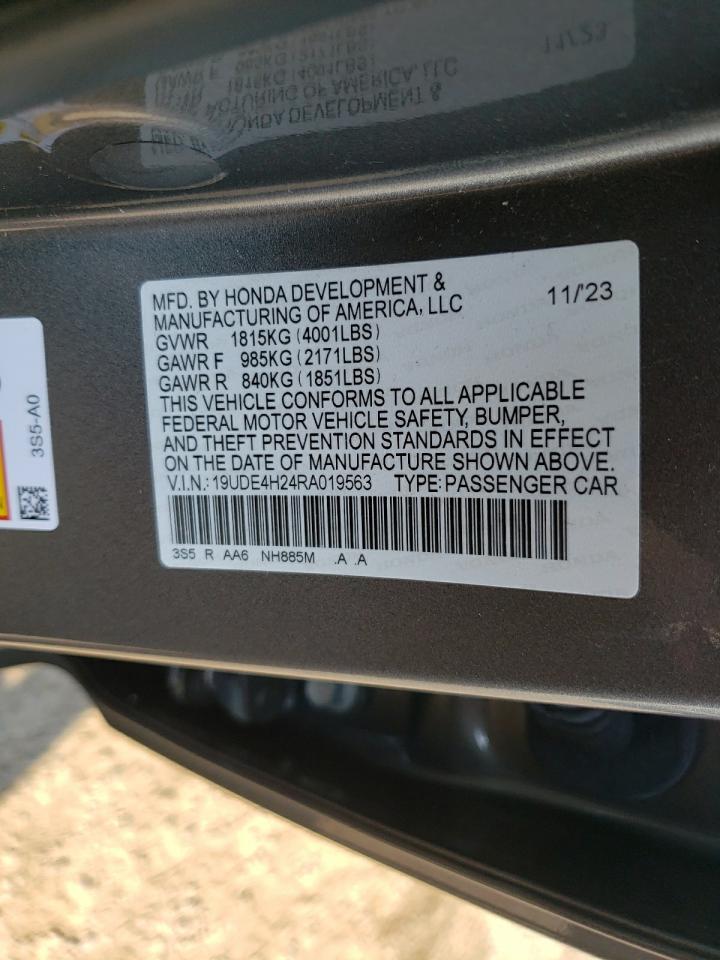 MFD. BY HONDA DEVELOPMENT &
MANUFACTURING OF AMERICA, LLC 11/'23
GVWR 1815KG (4001LBS)
GAWR F 985KG (2171LBS)
GAWR R 840KG (1851LBS)
THIS VEHICLE CONFORMS TO ALL APPLICABLE
FEDERAL MOTOR VEHICLE SAFETY, BUMPER,
AND THEFT PREVENTION STANDARDS IN EFFECT
ON THE DATE OF MANUFACTURE SHOWN ABOVE.
V.I.N.: 19UDE4H24RA019563 TYPE: PASSENGER CAR
3S5 R AA6 NH885M .A .A
3S5-A0